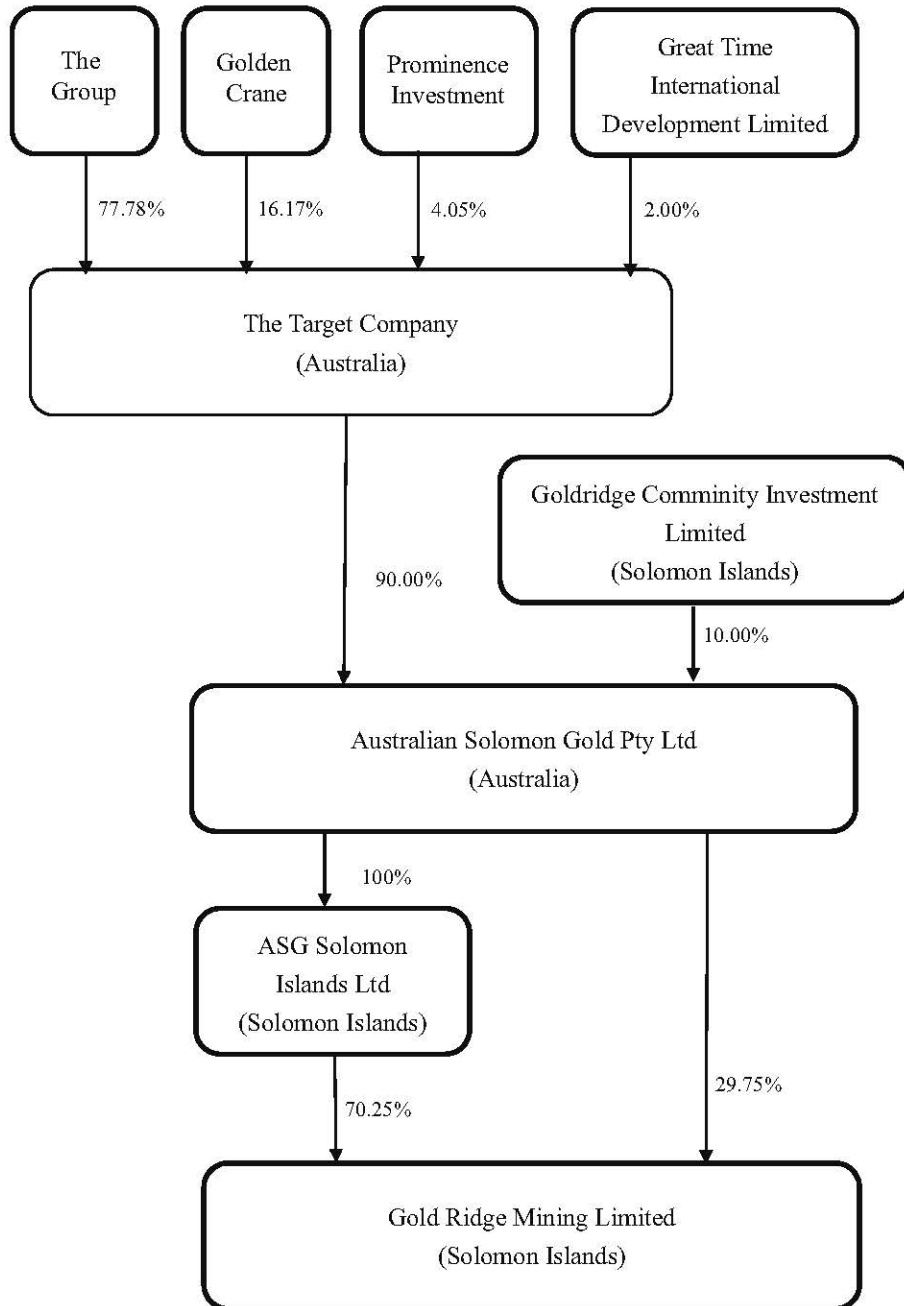 The
Group
Golden
Crane
Prominence
Investment
Great Time
International
Development Limited
77.78%
16.17%
4.05%
2.00%
The Target Company
(Australia)
Goldridge Comminity Investment
Limited
(Solomon Islands)
90.00%
10.00%
Australian Solomon Gold Pty Ltd
(Australia)
100%
ASG Solomon
Islands Ltd
(Solomon Islands)
29.75%
70.25%
Gold Ridge Mining Limited
(Solomon Islands)